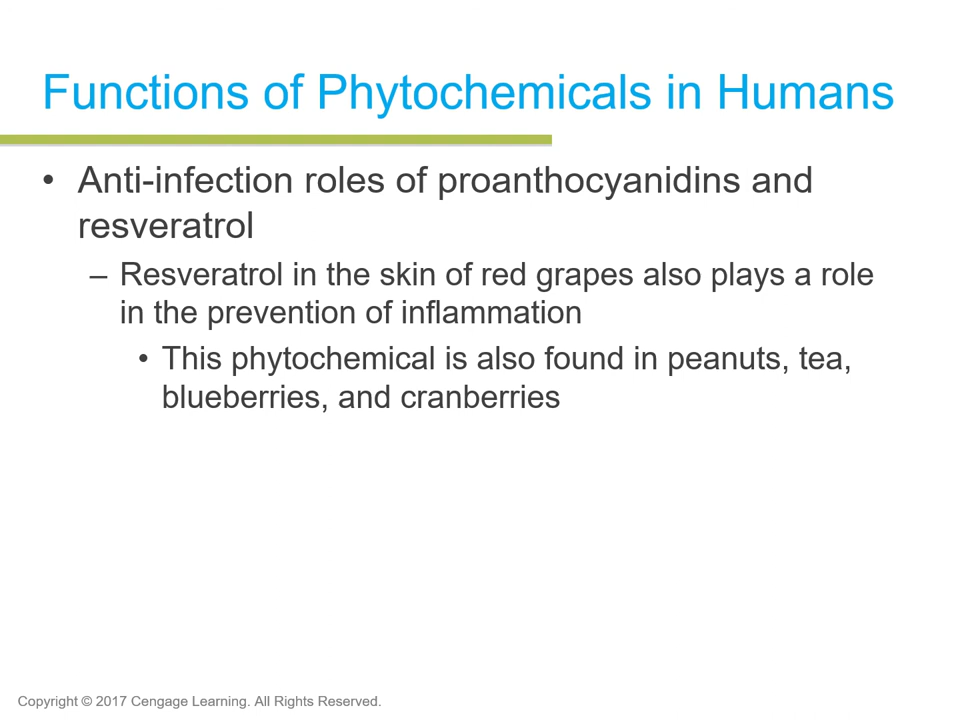 Functions of Phytochemicals in Humans
• Anti-infection roles of proanthocyanidins and
resveratrol
– Resveratrol in the skin of red grapes also plays a role
in the prevention of inflammation
• This phytochemical is also found in peanuts, tea,
blueberries, and cranberries
Copyright © 2017 Cengage Learning. All Rights Reserved.